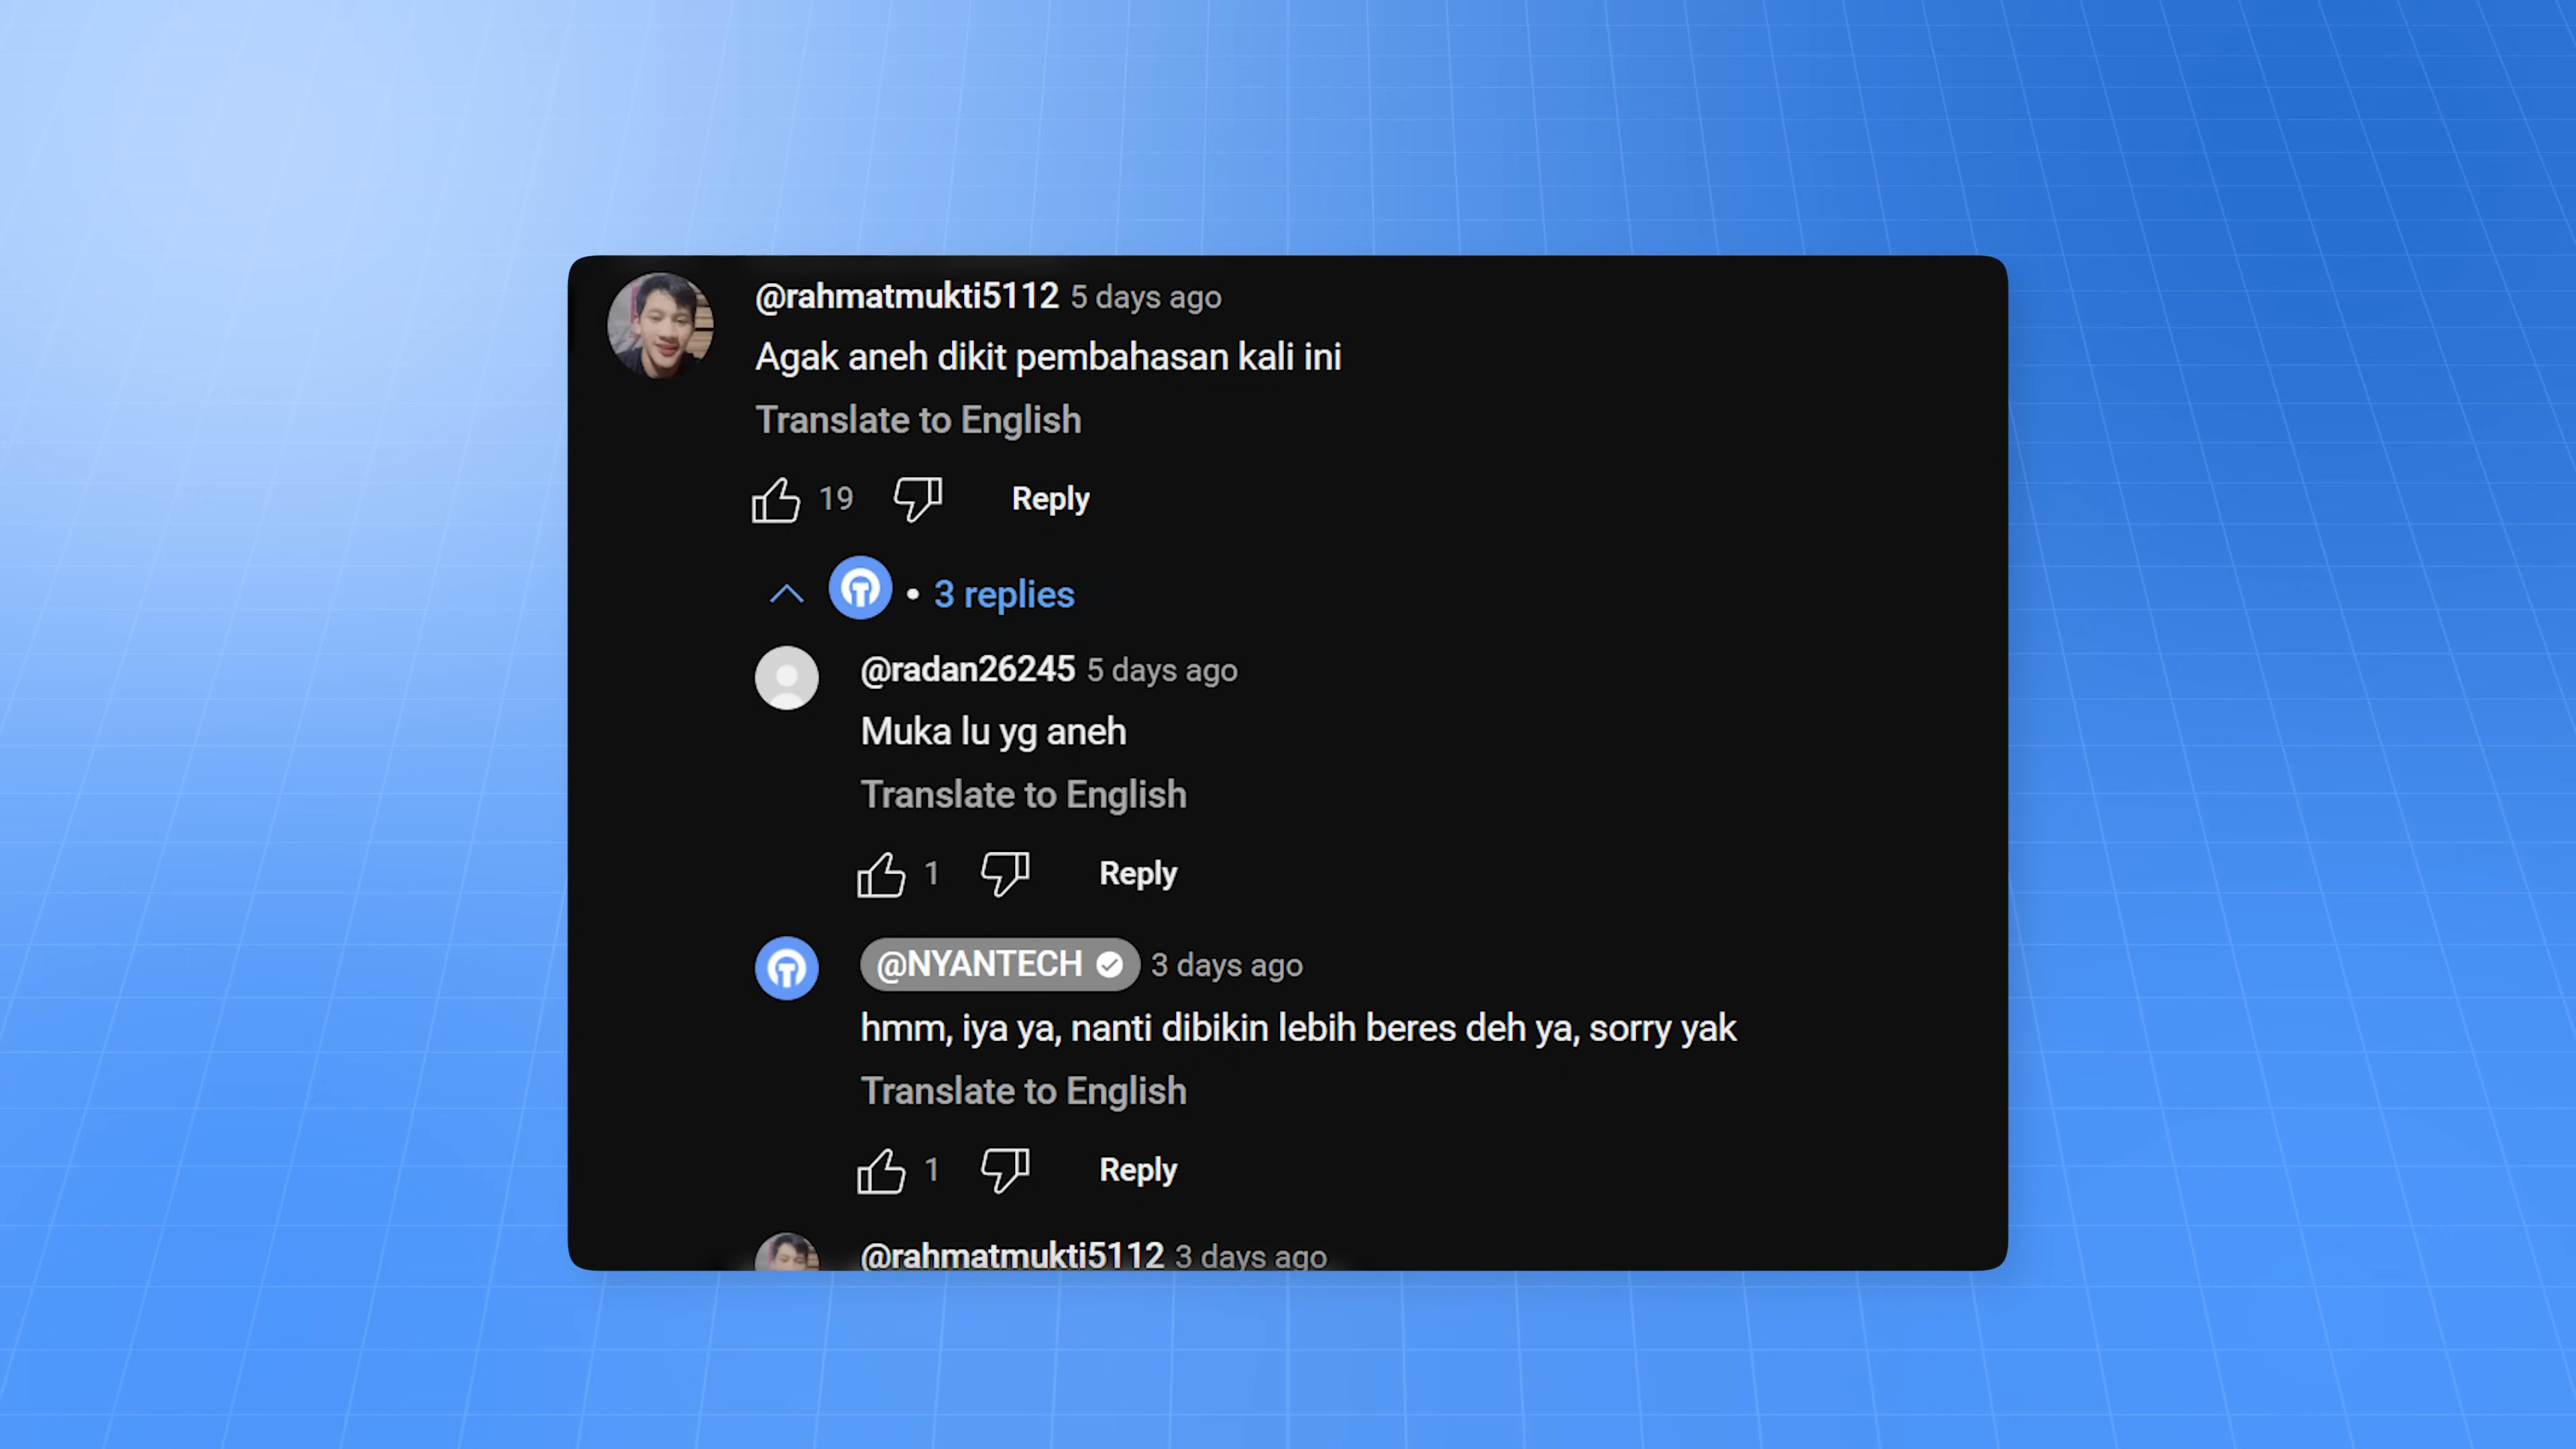 @rahmatmukti5112 5 days ago
Agak aneh dikit pembahasan kali ini
Translate to English
19 Reply
• 3 replies
@radan26245 5 days ago
Muka lu yg aneh
Translate to English
1 Reply
@NYANTECH 3 days ago
hmm, iya ya, nanti dibikin lebih beres deh ya, sorry yak
Translate to English
1 Reply
@rahmatmukti5112 3 days ago